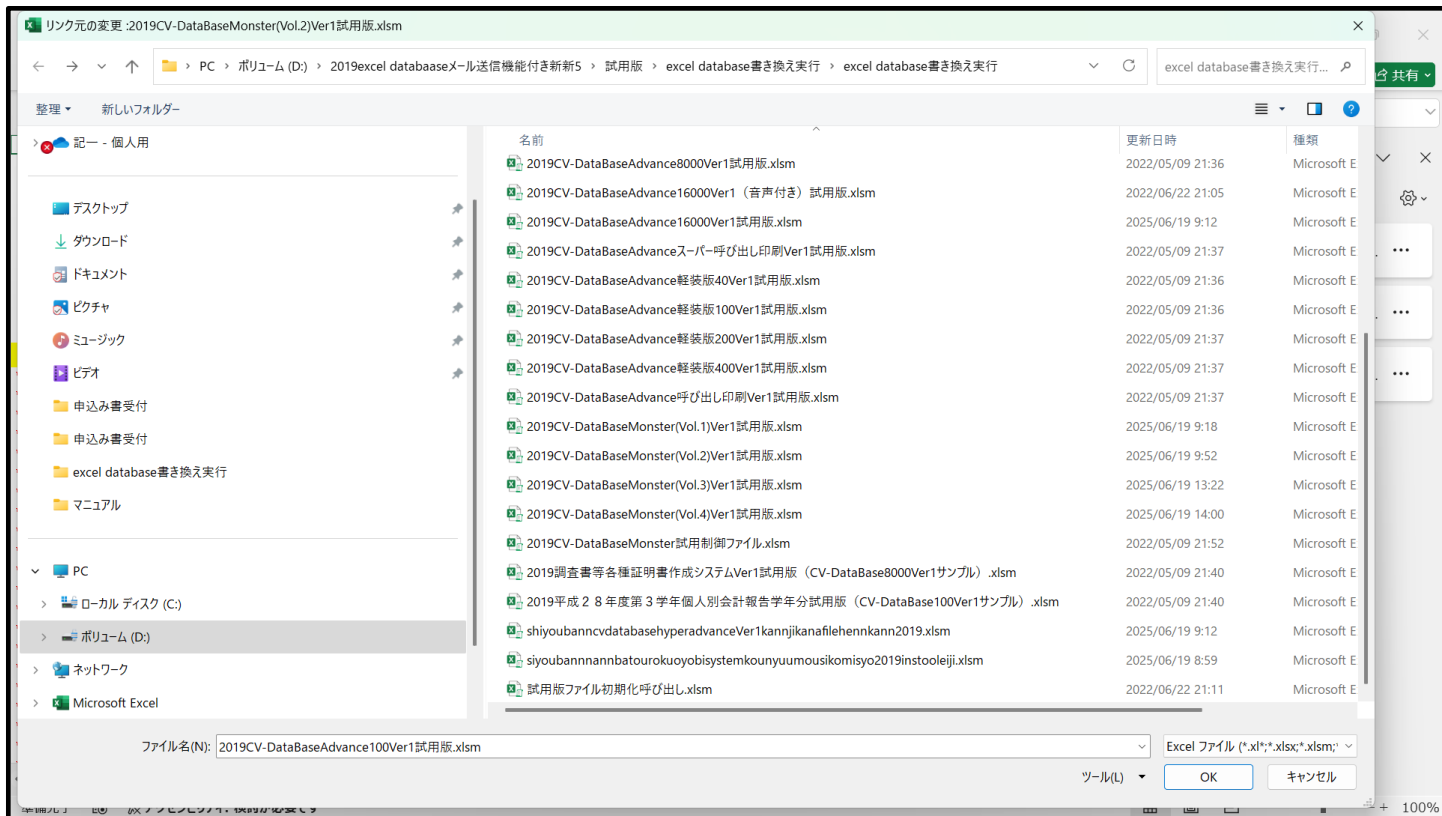 リンク元の変更 :2019CV-DataBaseMonster(Vol.2)Ver1試用版.xlsm
PC › ボリューム (D:) › 2019excel databaaseメール送信機能付き新新5 › 試用版 › excel database書き換え実行 › excel database書き換え実行
excel database書き換え実行...
共有
整理 新しいフォルダー
記一 - 個人用
デスクトップ
ダウンロード
ドキュメント
ピクチャ
ミュージック
ビデオ
申込み書受付
申込み書受付
excel database書き換え実行
マニュアル
PC
ローカル ディスク (C:)
ボリューム (D:)
ネットワーク
Microsoft Excel
名前 更新日時 種類
2019CV-DataBaseAdvance8000Ver1試用版.xlsm 2022/05/09 21:36 Microsoft E
2019CV-DataBaseAdvance16000Ver1（音声付き）試用版.xlsm 2022/06/22 21:05 Microsoft E
2019CV-DataBaseAdvance16000Ver1試用版.xlsm 2025/06/19 9:12 Microsoft E
2019CV-DataBaseAdvanceスーパー呼び出し印刷Ver1試用版.xlsm 2022/05/09 21:37 Microsoft E
2019CV-DataBaseAdvance軽装版40Ver1試用版.xlsm 2022/05/09 21:36 Microsoft E
2019CV-DataBaseAdvance軽装版100Ver1試用版.xlsm 2022/05/09 21:36 Microsoft E
2019CV-DataBaseAdvance軽装版200Ver1試用版.xlsm 2022/05/09 21:37 Microsoft E
2019CV-DataBaseAdvance軽装版400Ver1試用版.xlsm 2022/05/09 21:37 Microsoft E
2019CV-DataBaseAdvance呼び出し印刷Ver1試用版.xlsm 2022/05/09 21:37 Microsoft E
2019CV-DataBaseMonster(Vol.1)Ver1試用版.xlsm 2025/06/19 9:18 Microsoft E
2019CV-DataBaseMonster(Vol.2)Ver1試用版.xlsm 2025/06/19 9:52 Microsoft E
2019CV-DataBaseMonster(Vol.3)Ver1試用版.xlsm 2025/06/19 13:22 Microsoft E
2019CV-DataBaseMonster(Vol.4)Ver1試用版.xlsm 2025/06/19 14:00 Microsoft E
2019CV-DataBaseMonster試用制御ファイル.xlsm 2022/05/09 21:52 Microsoft E
2019調査書等各種証明書作成システムVer1試用版（CV-DataBase8000Ver1サンプル）.xlsm 2022/05/09 21:40 Microsoft E
2019平成２８年度第３学年個人別会計報告学年分試用版（CV-DataBase100Ver1サンプル）.xlsm 2022/05/09 21:40 Microsoft E
shiyoubanncvdatabasehyperadvanceVer1kannjikanafilehennkann2019.xlsm 2025/06/19 9:12 Microsoft E
siyoubannnannbatourokuoyobisystemkounyuumousikomisyo2019instooleiji.xlsm 2025/06/19 8:59 Microsoft E
試用版ファイル初期化呼び出し.xlsm 2022/06/22 21:11 Microsoft E
ファイル名(N): 2019CV-DataBaseAdvance100Ver1試用版.xlsm
Excel ファイル (*.xl*;*.xlsx;*.xlsm;
ツール(L) OK キャンセル
100%